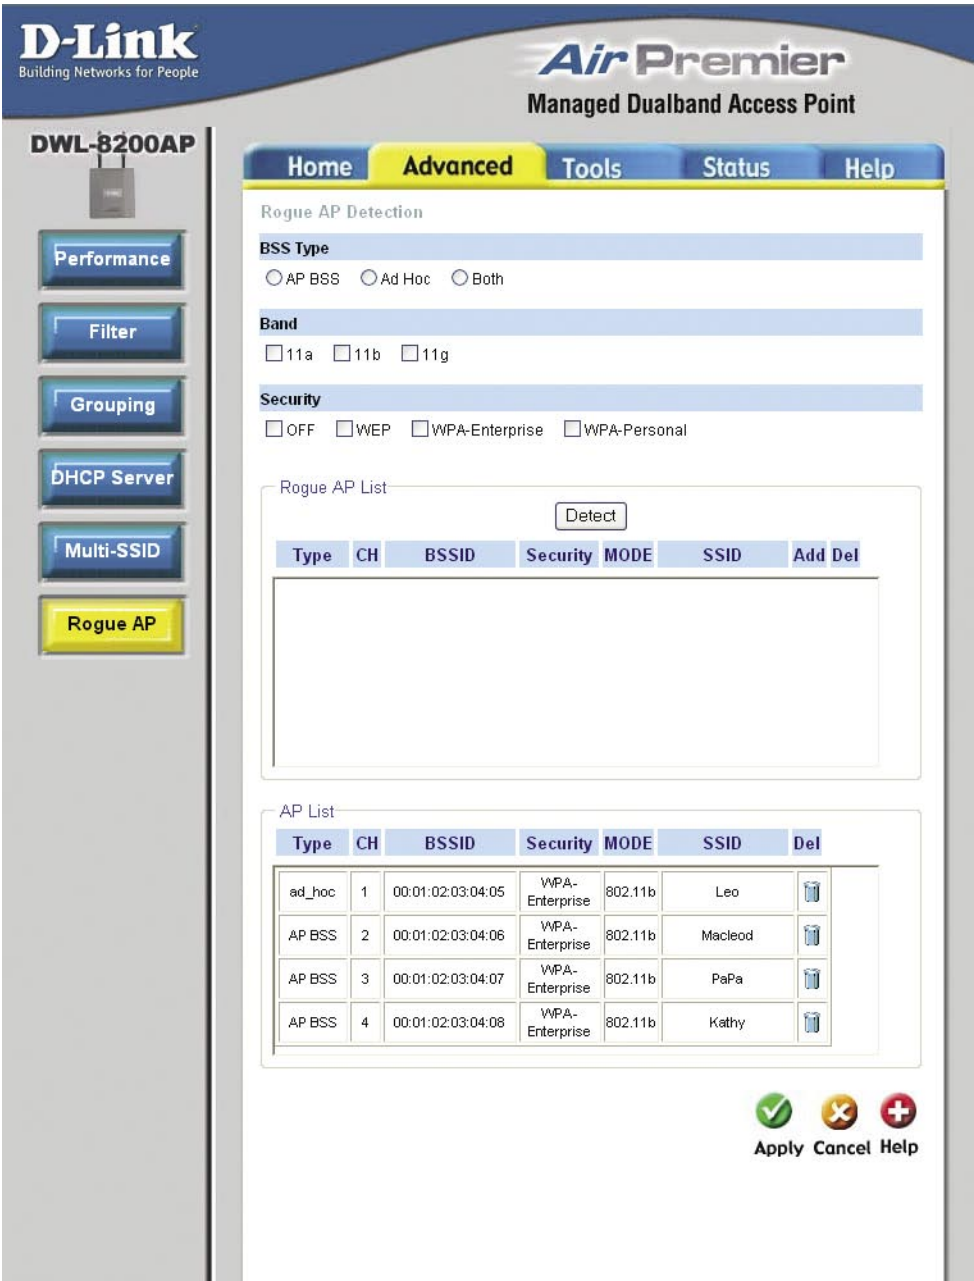 D-Link
Building Networks for People
Air Premier
Managed Dualband Access Point
DWL-8200AP
Home Advanced Tools Status Help
Performance
Filter
Grouping
DHCP Server
Multi-SSID
Rogue AP
Rogue AP Detection
BSS Type
AP BSS Ad Hoc Both
Band
11a 11b 11g
Security
OFF WEP WPA-Enterprise WPA-Personal
Rogue AP List
Detect
Type CH BSSID Security MODE SSID Add Del
AP List
Type CH BSSID Security MODE SSID Del
ad_hoc 1 00:01:02:03:04:05 WPA-Enterprise 802.11b Leo
AP BSS 2 00:01:02:03:04:06 WPA-Enterprise 802.11b Macleod
AP BSS 3 00:01:02:03:04:07 WPA-Enterprise 802.11b PaPa
AP BSS 4 00:01:02:03:04:08 WPA-Enterprise 802.11b Kathy
Apply Cancel Help